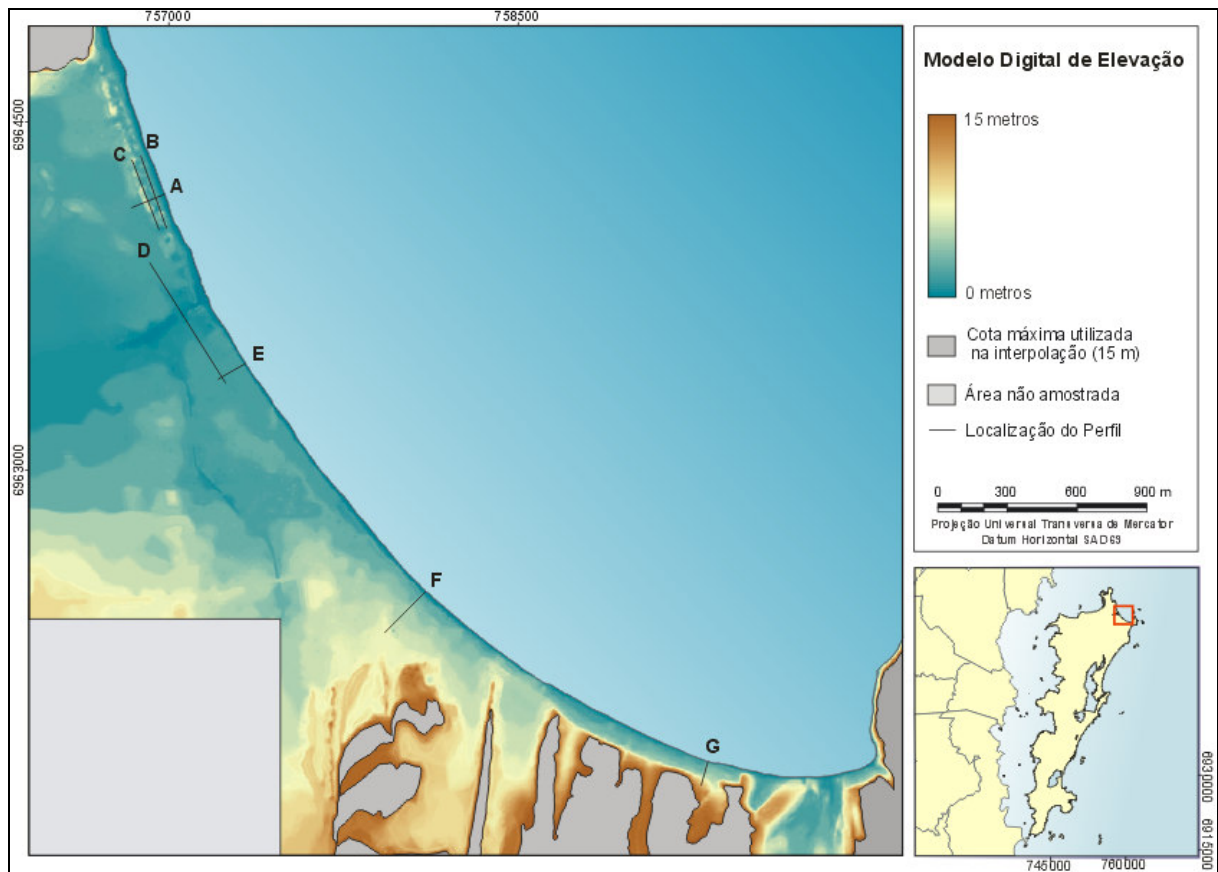 757000
758500
6964500
6963000
B
C
A
D
E
F
G
Modelo Digital de Elevação
15 metros
0 metros
Cota máxima utilizada
na interpolação (15 m)
Área não amostrada
Localização do Perfil
0 300 600 900 m
Projeção Universal Transversa de Mercator
Datum Horizontal SAD69
6930000
6915000
745000
760000